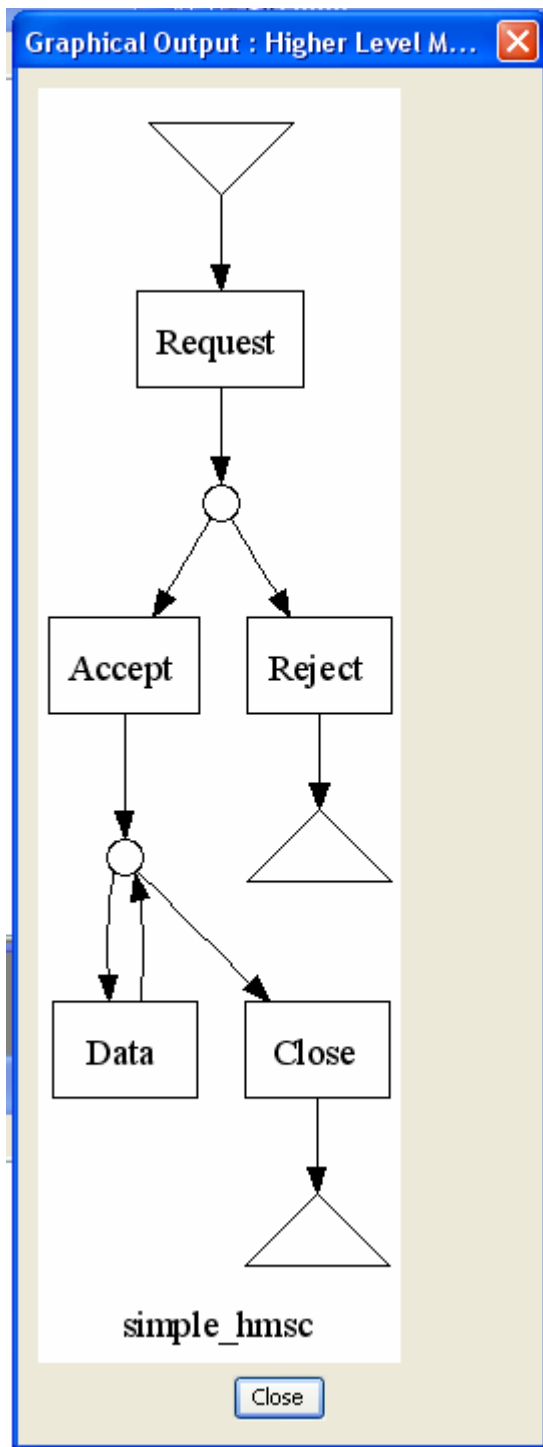 Graphical Output : Higher Level M...
Request
Accept
Reject
Data
Close
simple_hmsc
Close